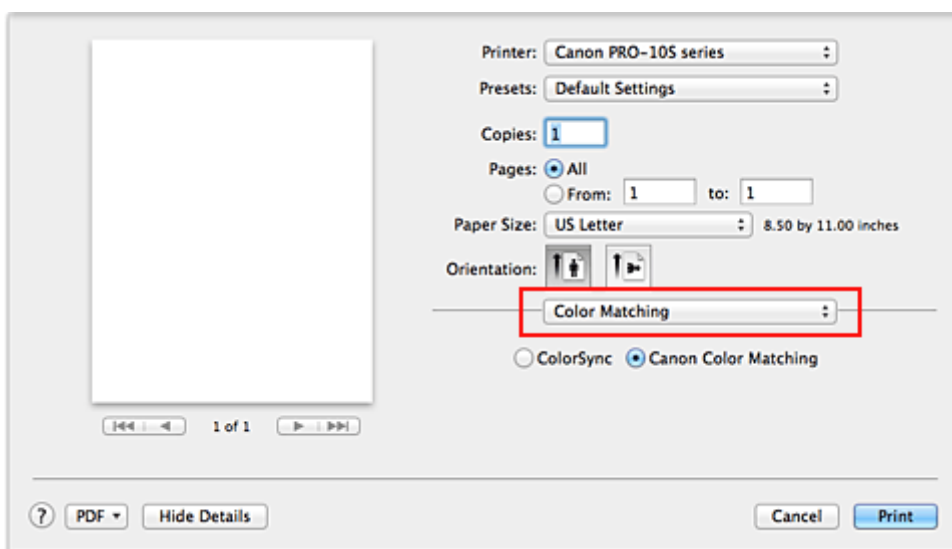 Printer: Canon PRO-10S series
Presets: Default Settings
Copies: 1
Pages: All
From: 1 to: 1
Paper Size: US Letter 8.50 by 11.00 inches
Orientation:
Color Matching
ColorSync Canon Color Matching
1 of 1
? PDF Hide Details Cancel Print